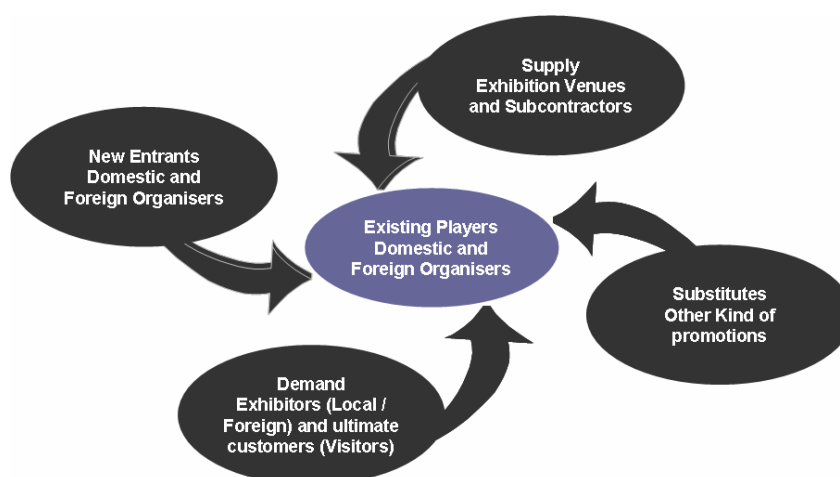 Supply
Exhibition Venues
and Subcontractors
New Entrants
Domestic and
Foreign Organisers
Existing Players
Domestic and
Foreign Organisers
Substitutes
Other Kind of
promotions
Demand
Exhibitors (Local /
Foreign) and ultimate
customers (Visitors)